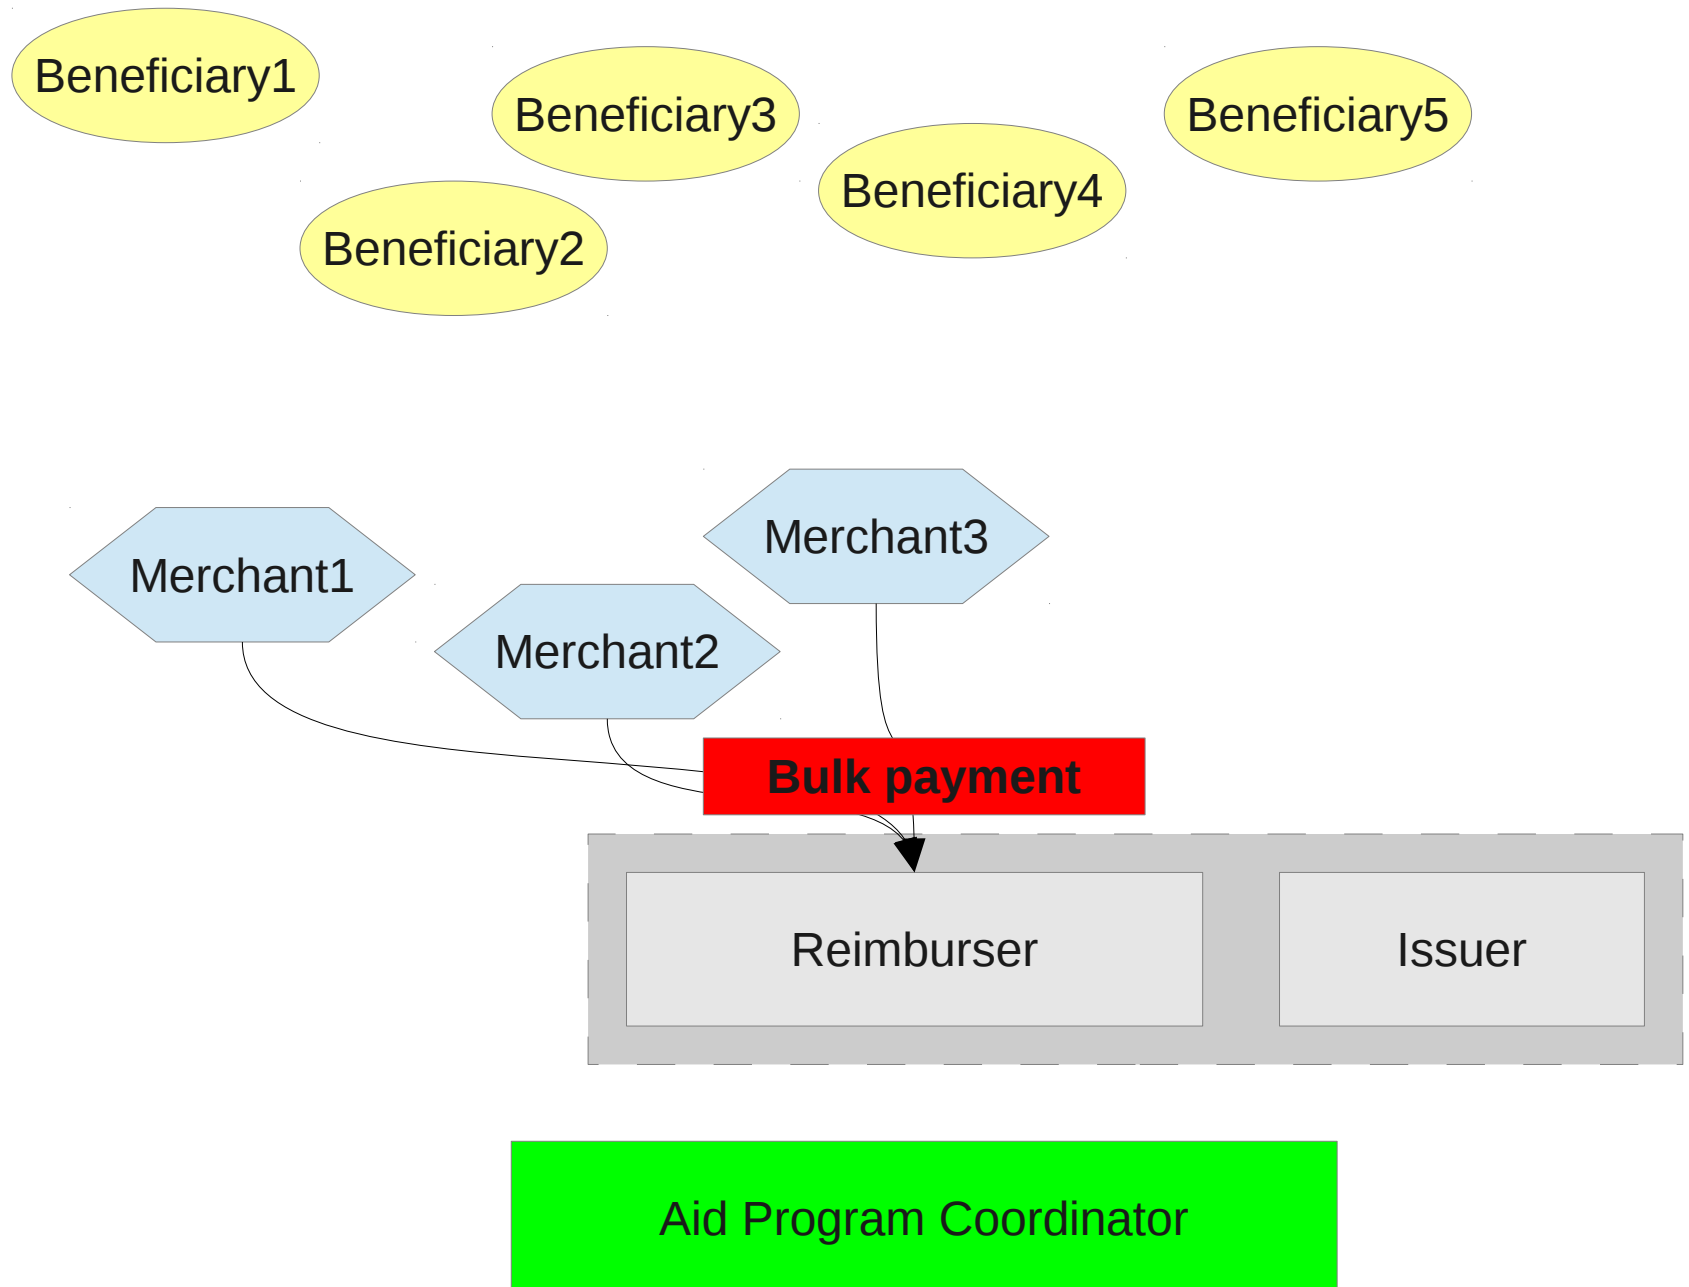 Beneficiary1
Beneficiary3
Beneficiary5
Beneficiary4
Beneficiary2
Merchant3
Merchant1
Merchant2
Bulk payment
Reimburser
Issuer
Aid Program Coordinator